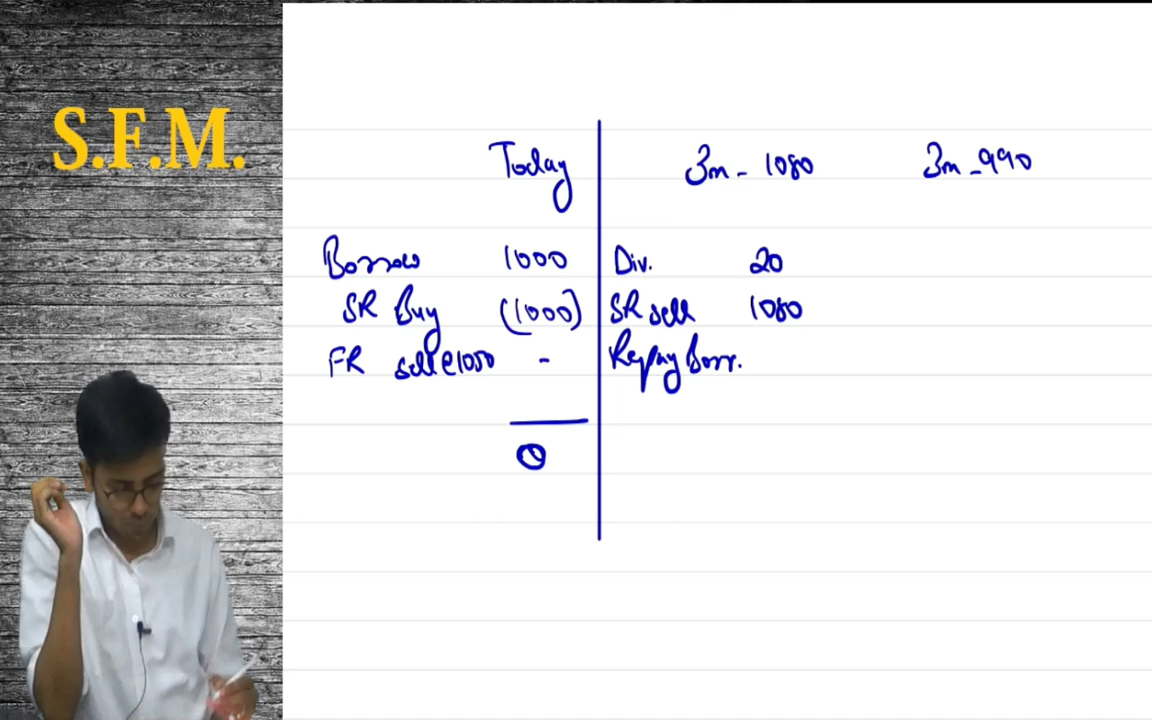 S.F.M.
Today 3m - 1080 3m - 990
Borrow 1000 Div. 20
SR Buy (1000) SR sell 1080
FR sell @1050 - Repay Borr.
0